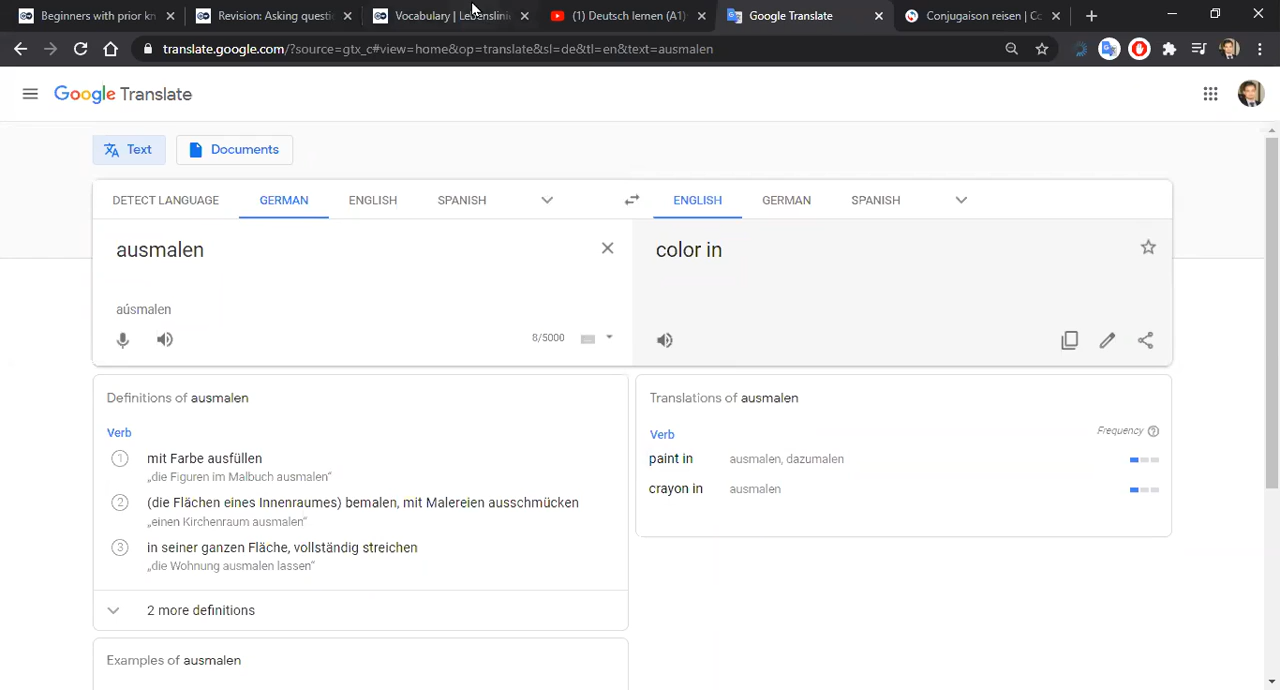 Beginners with prior kn
Revision: Asking questi
Vocabulary | Lebenslini
(1) Deutsch lernen (A1)
Google Translate
Conjugaison reisen | Co
translate.google.com/?source=gtx_c#view=home&op=translate&sl=de&tl=en&text=ausmalen
Google Translate
Text
Documents
DETECT LANGUAGE GERMAN ENGLISH SPANISH
ENGLISH GERMAN SPANISH
ausmalen
color in
aúsmalen
8/5000
Definitions of ausmalen
Verb
1 mit Farbe ausfüllen
„die Figuren im Malbuch ausmalen“
2 (die Flächen eines Innenraumes) bemalen, mit Malereien ausschmücken
„einen Kirchenraum ausmalen“
3 in seiner ganzen Fläche, vollständig streichen
„die Wohnung ausmalen lassen“
2 more definitions
Translations of ausmalen
Verb
Frequency
paint in ausmalen, dazumalen
crayon in ausmalen
Examples of ausmalen